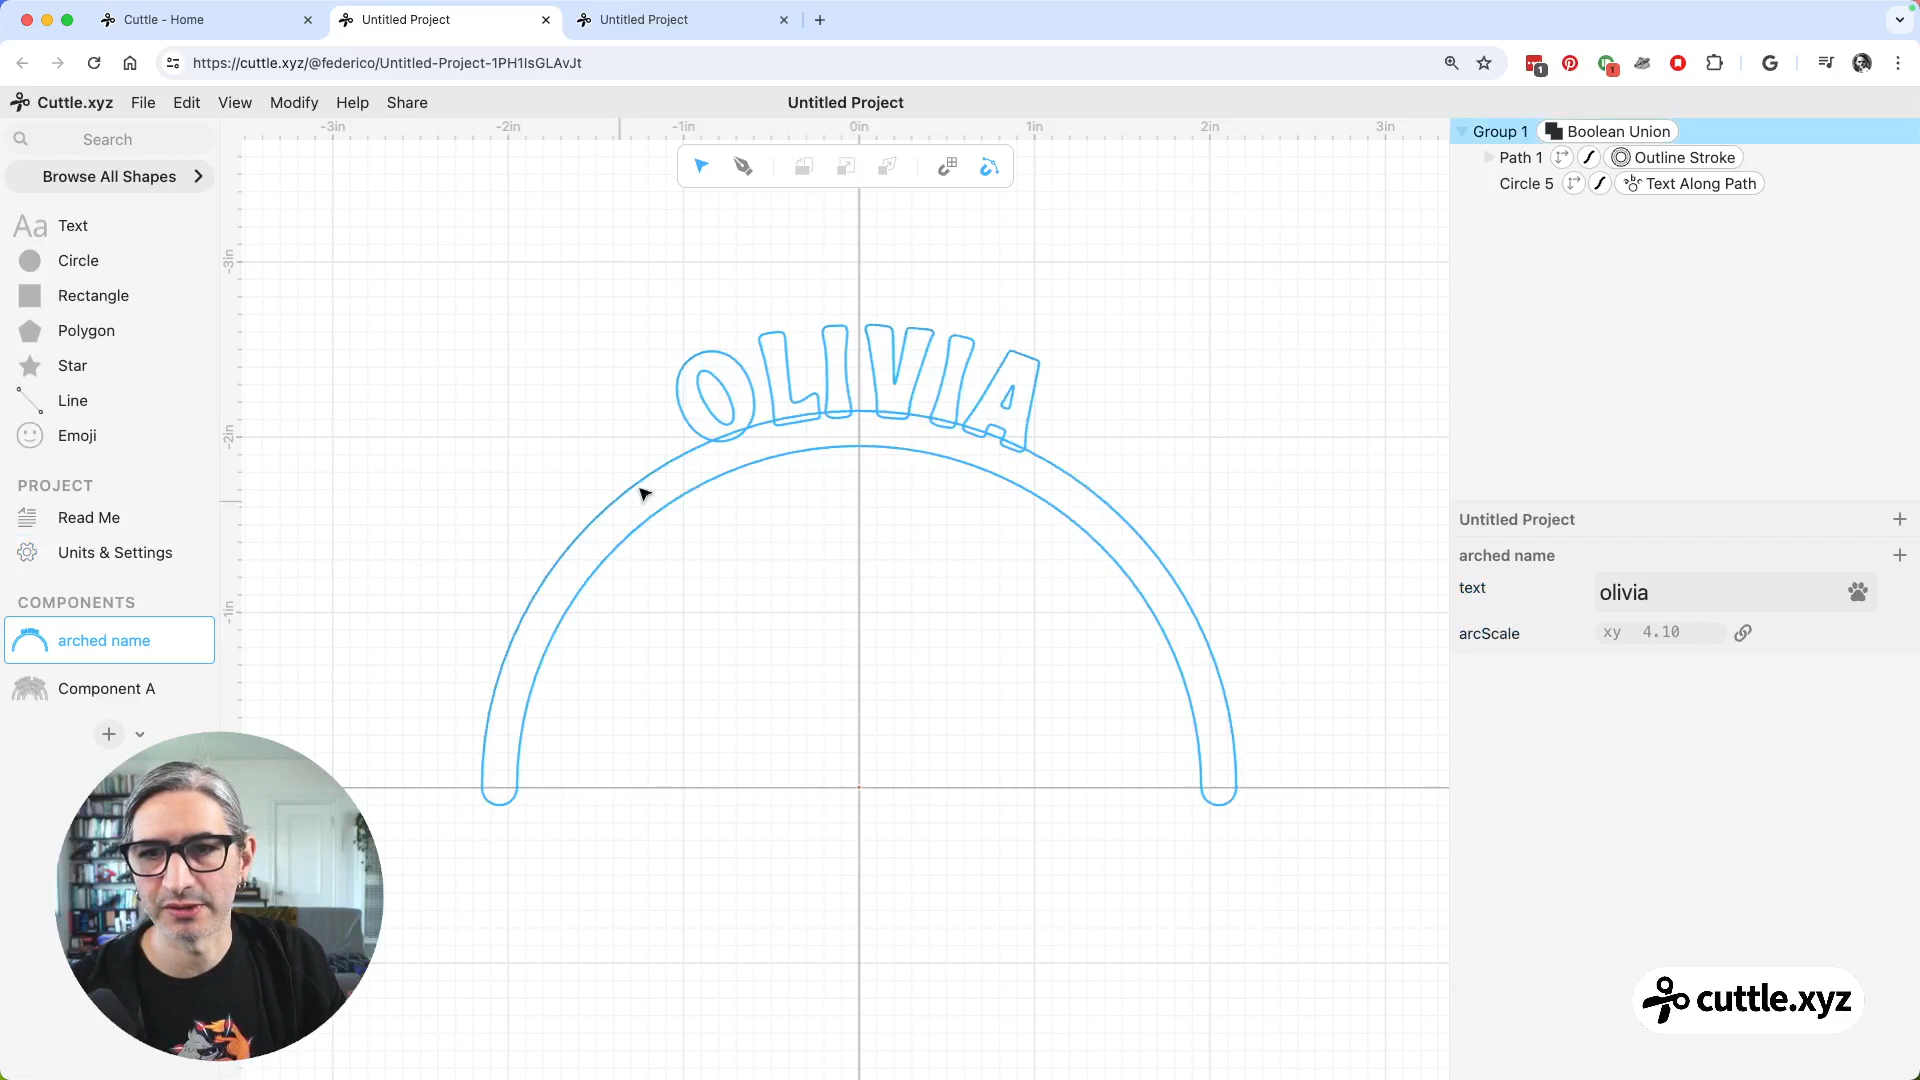 Cuttle - Home
Untitled Project
Untitled Project
https://cuttle.xyz/@federico/Untitled-Project-1PH1IsGLAvJt
1
1
Cuttle.xyz File Edit View Modify Help Share
Untitled Project
Search
Browse All Shapes
Aa Text
Circle
Rectangle
Polygon
Star
Line
Emoji
PROJECT
Read Me
Units & Settings
COMPONENTS
arched name
Component A
-3in -2in -1in 0in 1in 2in 3in
-3in
-2in
-1in
OLIVIA
Group 1 Boolean Union
Path 1 Outline Stroke
Circle 5 Text Along Path
Untitled Project
arched name
text olivia
arcScale xy 4.10
cuttle.xyz